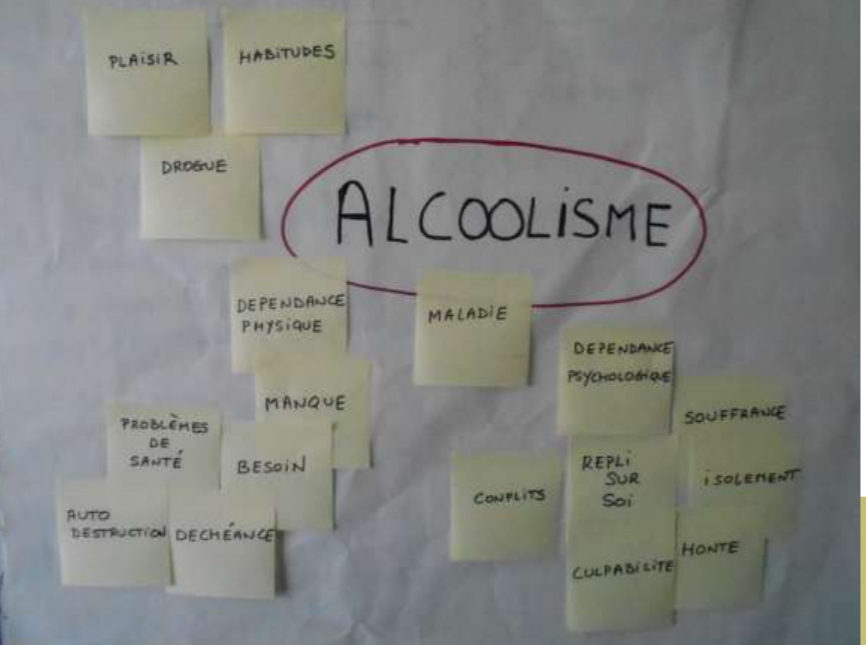 PLAiSiR
HABiTUDES
DROGUE
ALCOOLiSME
DEPENDANCE
PHYSiQUE
MALADiE
DEPENDANCE
PSYCHOLOGIQUE
MANQUE
SOUFFRANCE
PROBLÈMES
DE
SANTÉ
BESOiN
CONFLiTS
REPLi
SUR
SOi
iSOLEMENT
AUTO
DESTRUCTION
DECHÉANCE
CULPABiLiTE
HONTE